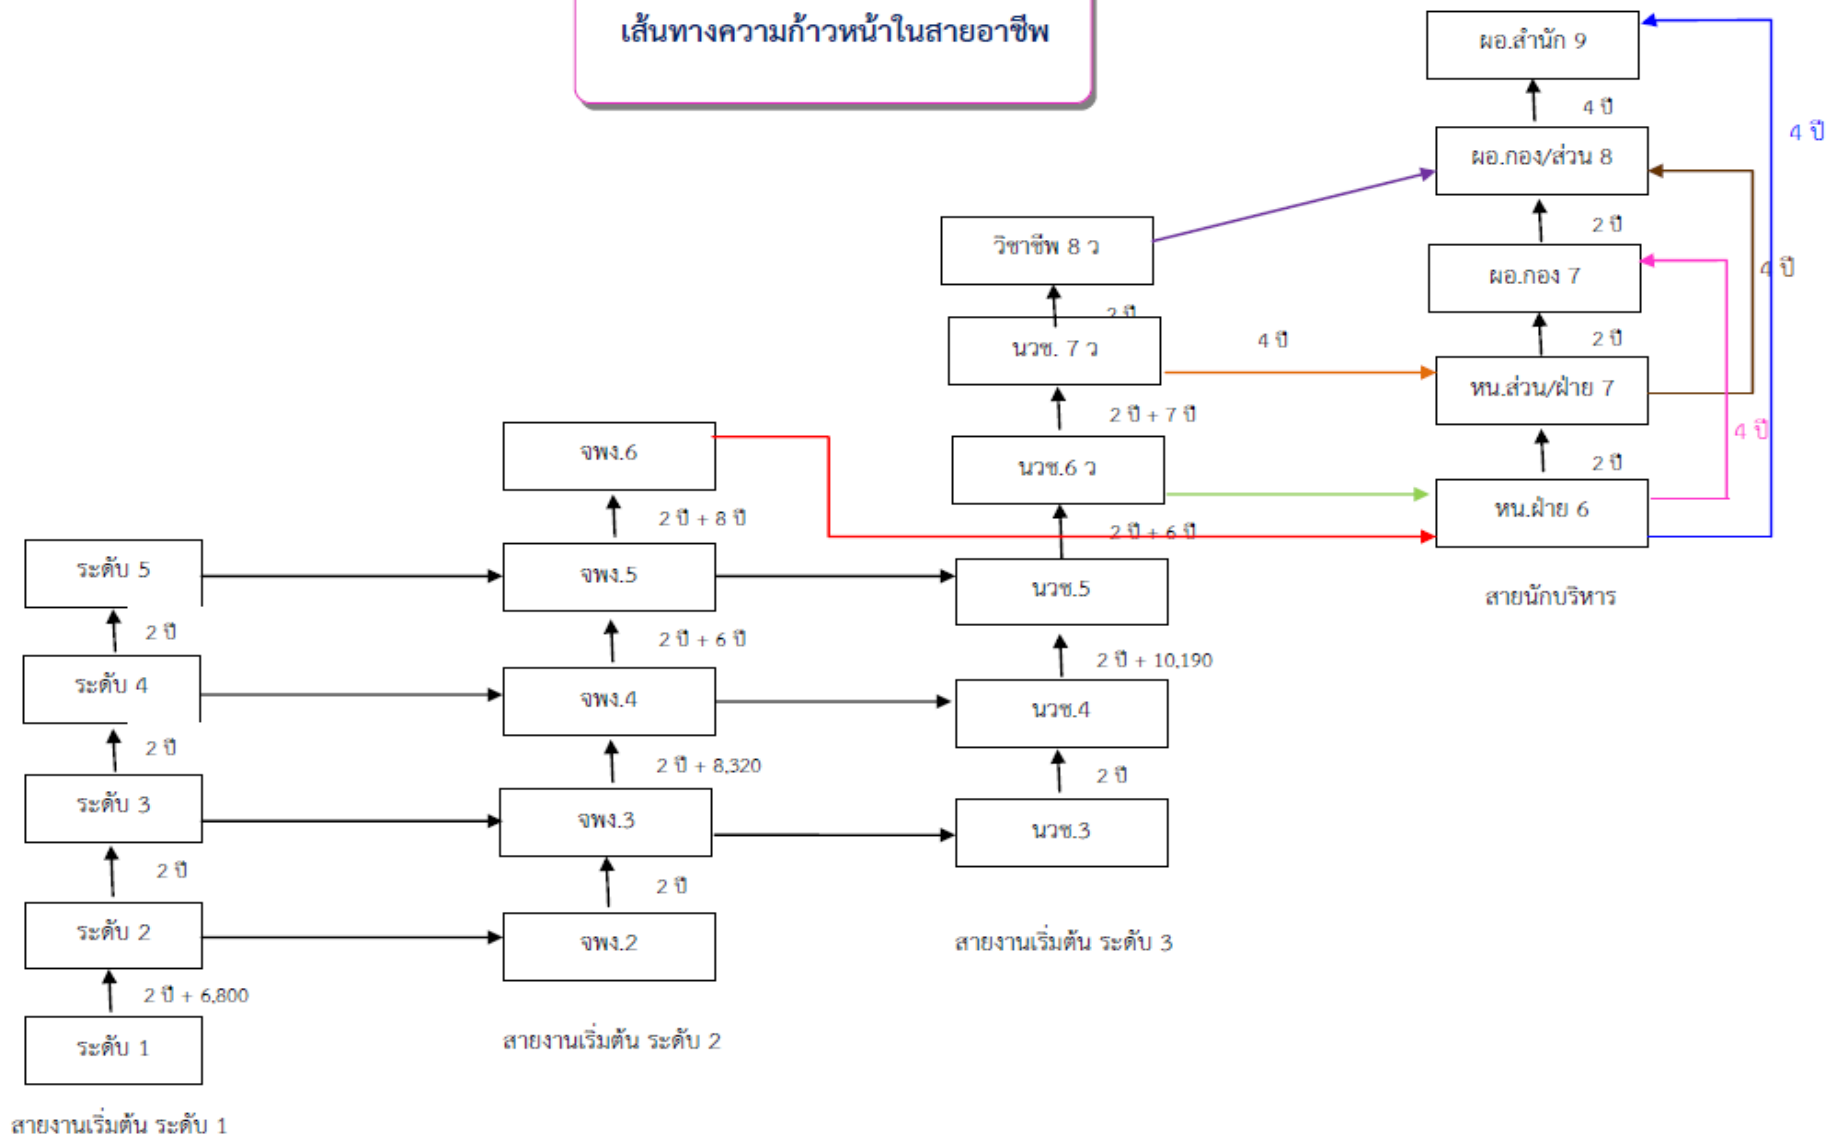 เส้นทางความก้าวหน้าในสายอาชีพ
ผอ.สำนัก 9
4 ปี
4 ปี
ผอ.กอง/ส่วน 8
2 ปี
วิชาชีพ 8 ว
ผอ.กอง 7
4 ปี
2 ปี
นวช. 7 ว
4 ปี
2 ปี
หน.ส่วน/ฝ่าย 7
2 ปี + 7 ปี
4 ปี
จพง.6
นวช.6 ว
2 ปี
หน.ฝ่าย 6
2 ปี + 8 ปี
2 ปี + 6 ปี
ระดับ 5
จพง.5
นวช.5
สายนักบริหาร
2 ปี
2 ปี + 6 ปี
2 ปี + 10,190
ระดับ 4
จพง.4
นวช.4
2 ปี
2 ปี + 8,320
2 ปี
ระดับ 3
จพง.3
นวช.3
2 ปี
2 ปี
ระดับ 2
จพง.2
สายงานเริ่มต้น ระดับ 3
2 ปี + 6,800
ระดับ 1
สายงานเริ่มต้น ระดับ 2
สายงานเริ่มต้น ระดับ 1